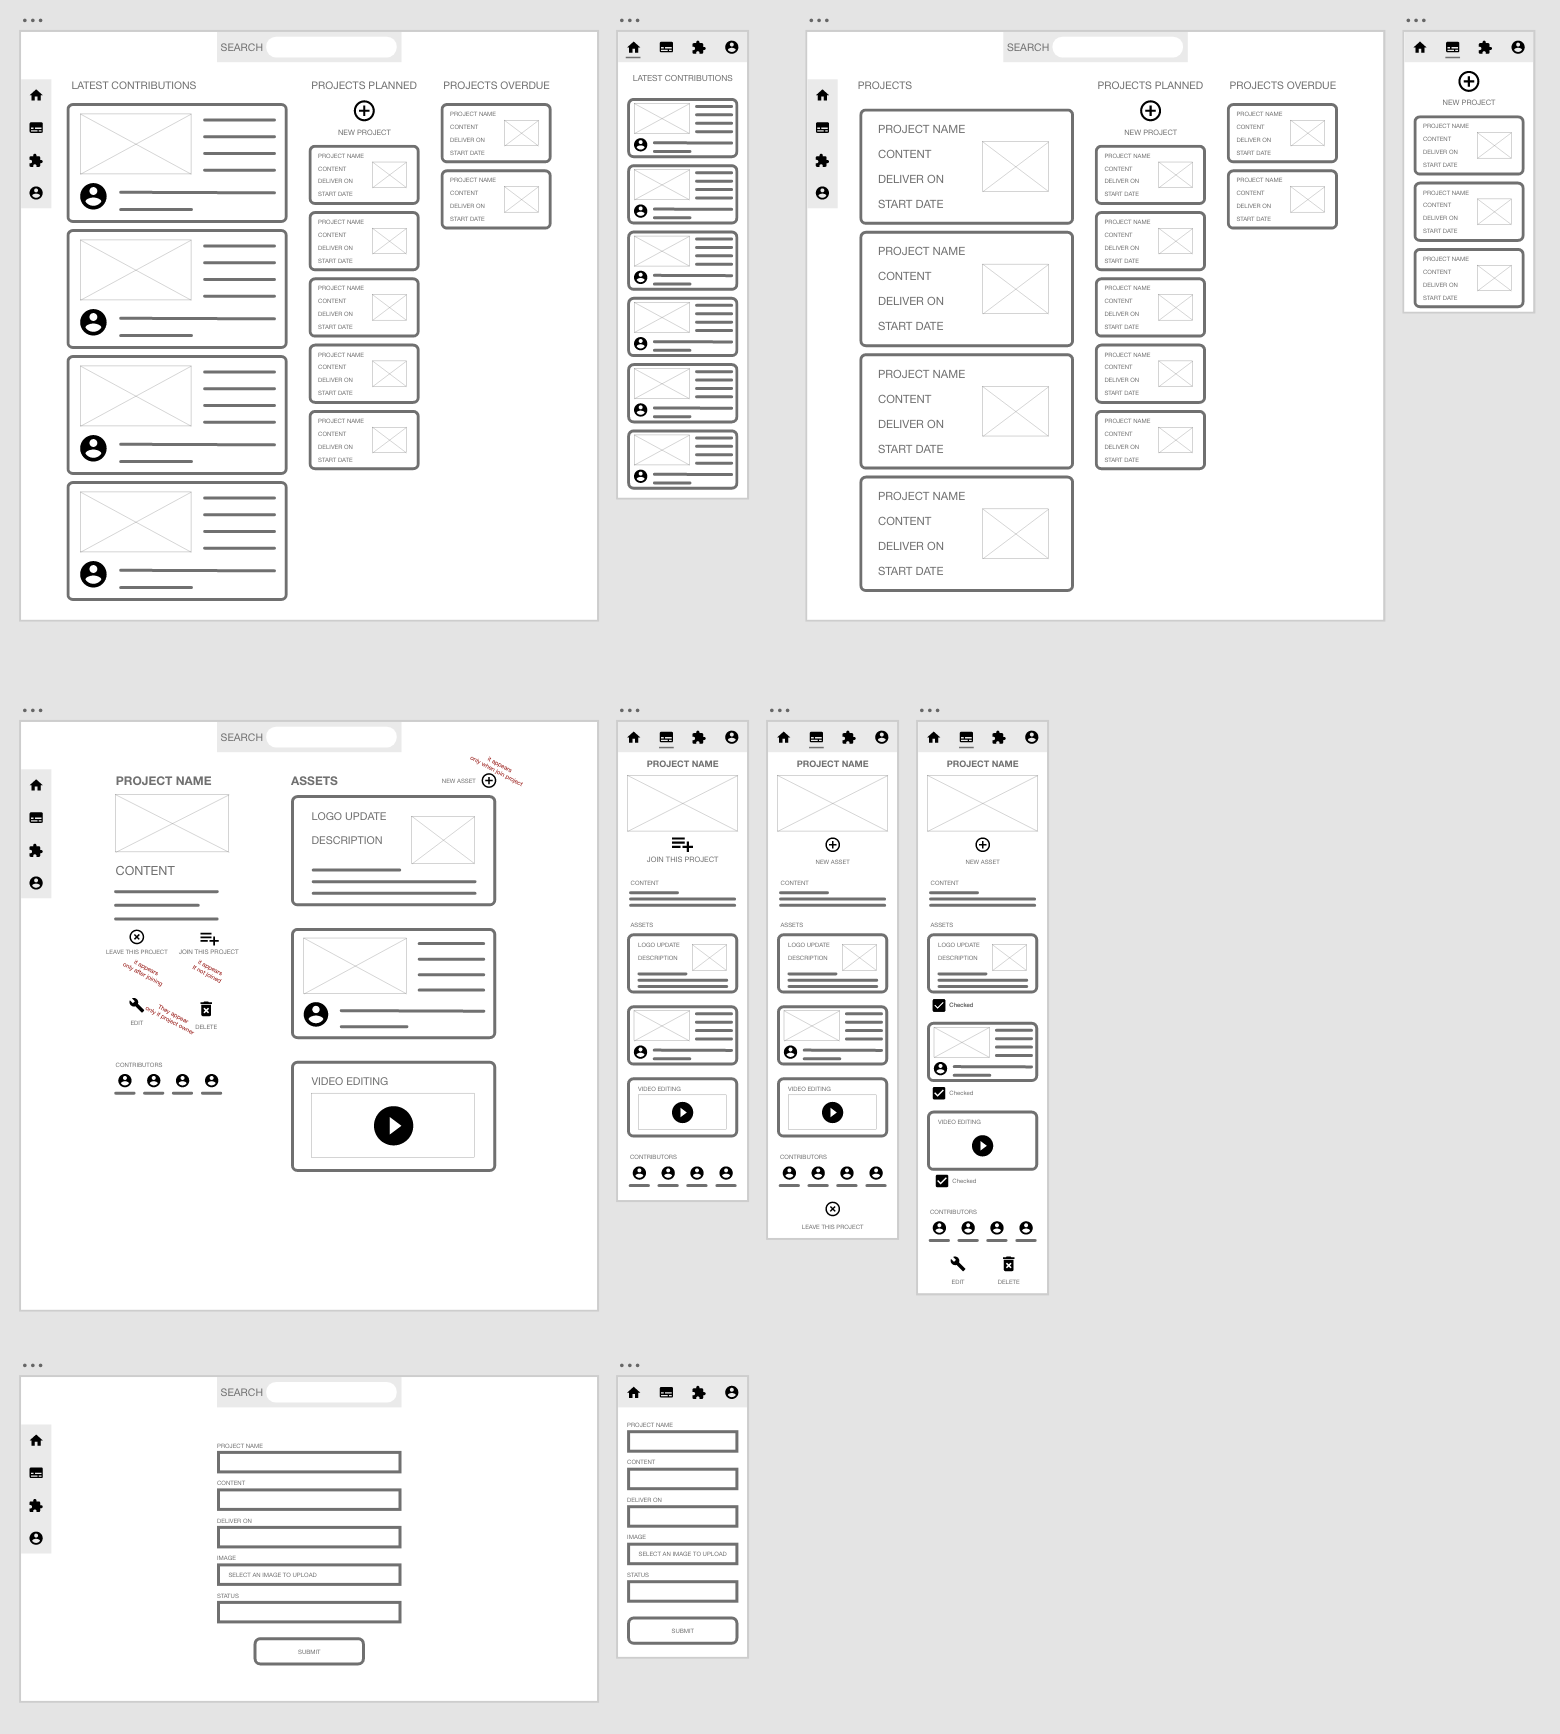 SEARCH
LATEST CONTRIBUTIONS
PROJECTS PLANNED
NEW PROJECT
PROJECT NAME
CONTENT
DELIVER ON
START DATE
PROJECT NAME
CONTENT
DELIVER ON
START DATE
PROJECT NAME
CONTENT
DELIVER ON
START DATE
PROJECT NAME
CONTENT
DELIVER ON
START DATE
PROJECT NAME
CONTENT
DELIVER ON
START DATE
PROJECTS OVERDUE
PROJECT NAME
CONTENT
DELIVER ON
START DATE
PROJECT NAME
CONTENT
DELIVER ON
START DATE
LATEST CONTRIBUTIONS
SEARCH
PROJECTS
PROJECT NAME
CONTENT
DELIVER ON
START DATE
PROJECT NAME
CONTENT
DELIVER ON
START DATE
PROJECT NAME
CONTENT
DELIVER ON
START DATE
PROJECT NAME
CONTENT
DELIVER ON
START DATE
PROJECTS PLANNED
NEW PROJECT
PROJECT NAME
CONTENT
DELIVER ON
START DATE
PROJECT NAME
CONTENT
DELIVER ON
START DATE
PROJECT NAME
CONTENT
DELIVER ON
START DATE
PROJECT NAME
CONTENT
DELIVER ON
START DATE
PROJECT NAME
CONTENT
DELIVER ON
START DATE
PROJECTS OVERDUE
PROJECT NAME
CONTENT
DELIVER ON
START DATE
PROJECT NAME
CONTENT
DELIVER ON
START DATE
NEW PROJECT
PROJECT NAME
CONTENT
DELIVER ON
START DATE
PROJECT NAME
CONTENT
DELIVER ON
START DATE
PROJECT NAME
CONTENT
DELIVER ON
START DATE
SEARCH
PROJECT NAME
CONTENT
LEAVE THIS PROJECT
it appears
only after joining
JOIN THIS PROJECT
it appears
if not joined
EDIT
They appear
only if project owner
DELETE
CONTRIBUTORS
ASSETS
NEW ASSET
it appears
only when join project
LOGO UPDATE
DESCRIPTION
VIDEO EDITING
PROJECT NAME
JOIN THIS PROJECT
CONTENT
ASSETS
LOGO UPDATE
DESCRIPTION
VIDEO EDITING
CONTRIBUTORS
PROJECT NAME
NEW ASSET
CONTENT
ASSETS
LOGO UPDATE
DESCRIPTION
VIDEO EDITING
CONTRIBUTORS
LEAVE THIS PROJECT
PROJECT NAME
NEW ASSET
CONTENT
ASSETS
LOGO UPDATE
DESCRIPTION
Checked
Checked
VIDEO EDITING
Checked
CONTRIBUTORS
EDIT
DELETE
SEARCH
PROJECT NAME
CONTENT
DELIVER ON
IMAGE
SELECT AN IMAGE TO UPLOAD
STATUS
SUBMIT
PROJECT NAME
CONTENT
DELIVER ON
IMAGE
SELECT AN IMAGE TO UPLOAD
STATUS
SUBMIT